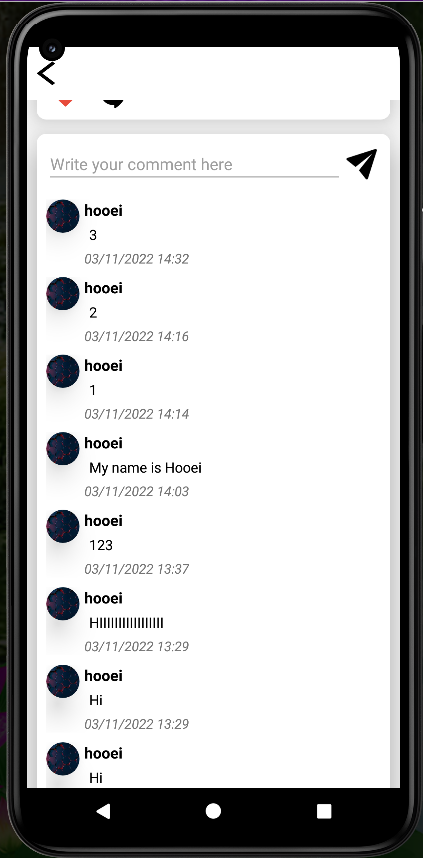 Write your comment here
hooei
3
03/11/2022 14:32
hooei
2
03/11/2022 14:16
hooei
1
03/11/2022 14:14
hooei
My name is Hooei
03/11/2022 14:03
hooei
123
03/11/2022 13:37
hooei
HIIIIIIIIIIIIIIIII
03/11/2022 13:29
hooei
Hi
03/11/2022 13:29
hooei
Hi